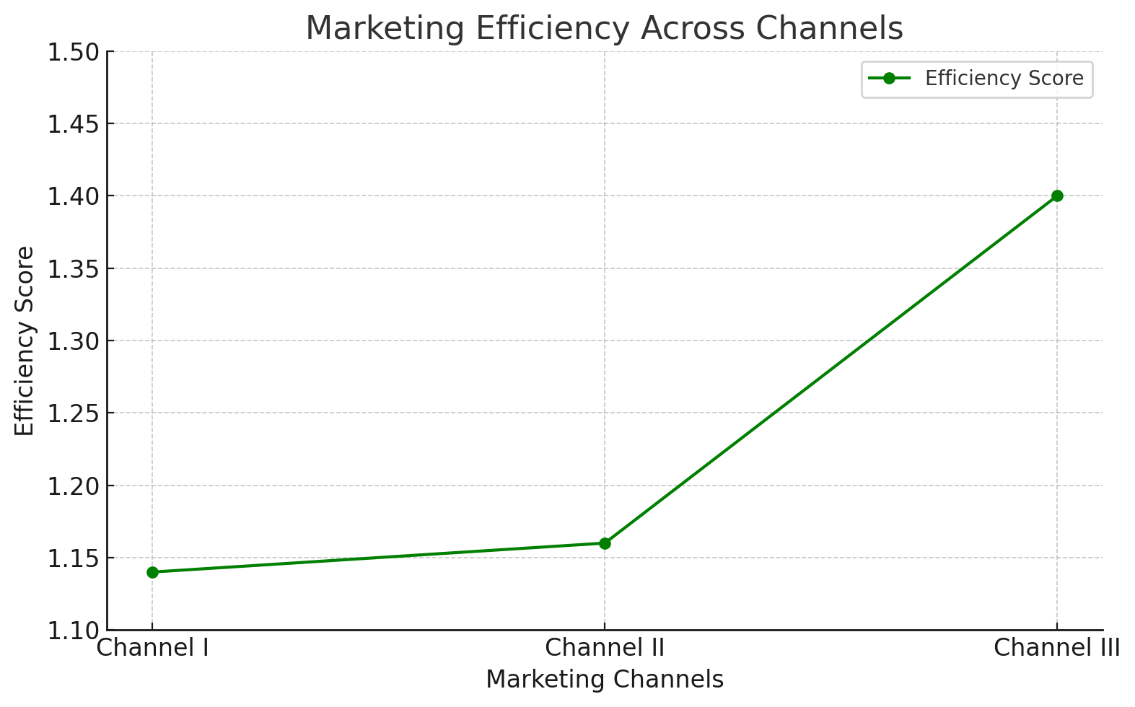 Marketing Efficiency Across Channels
Efficiency Score
1.50
1.45
1.40
1.35
1.30
1.25
1.20
1.15
1.10
Efficiency Score
Channel I
Channel II
Channel III
Marketing Channels